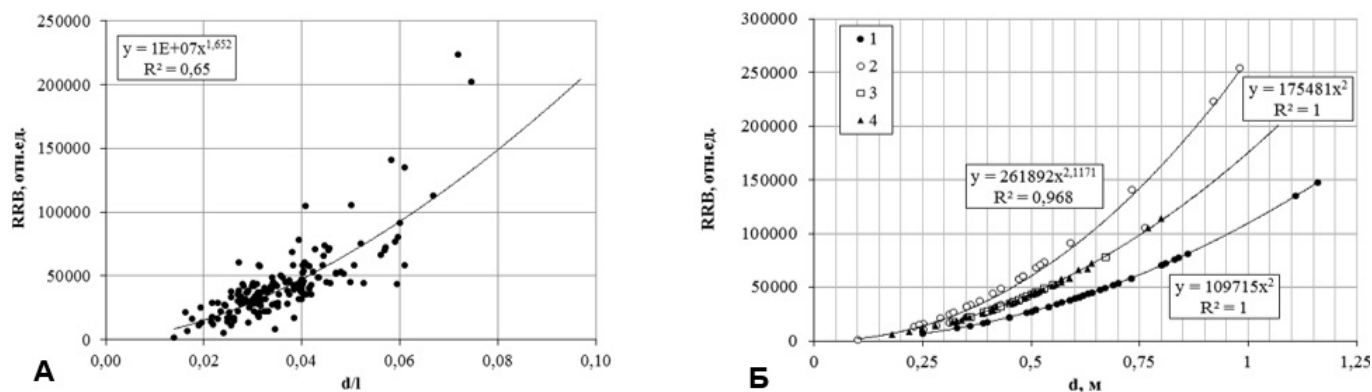 250000
200000
150000
100000
50000
0
RRB, отн.ед.
y = 1E+07x^1,652
R² = 0,65
0,00 0,02 0,04 0,06 0,08 0,10
d/l
А
300000
250000
200000
150000
100000
50000
0
RRB, отн.ед.
1
2
3
4
y = 175481x²
R² = 1
y = 261892x^2,1171
R² = 0,968
y = 109715x²
R² = 1
0 0,25 0,5 0,75 1 1,25
d, м
Б